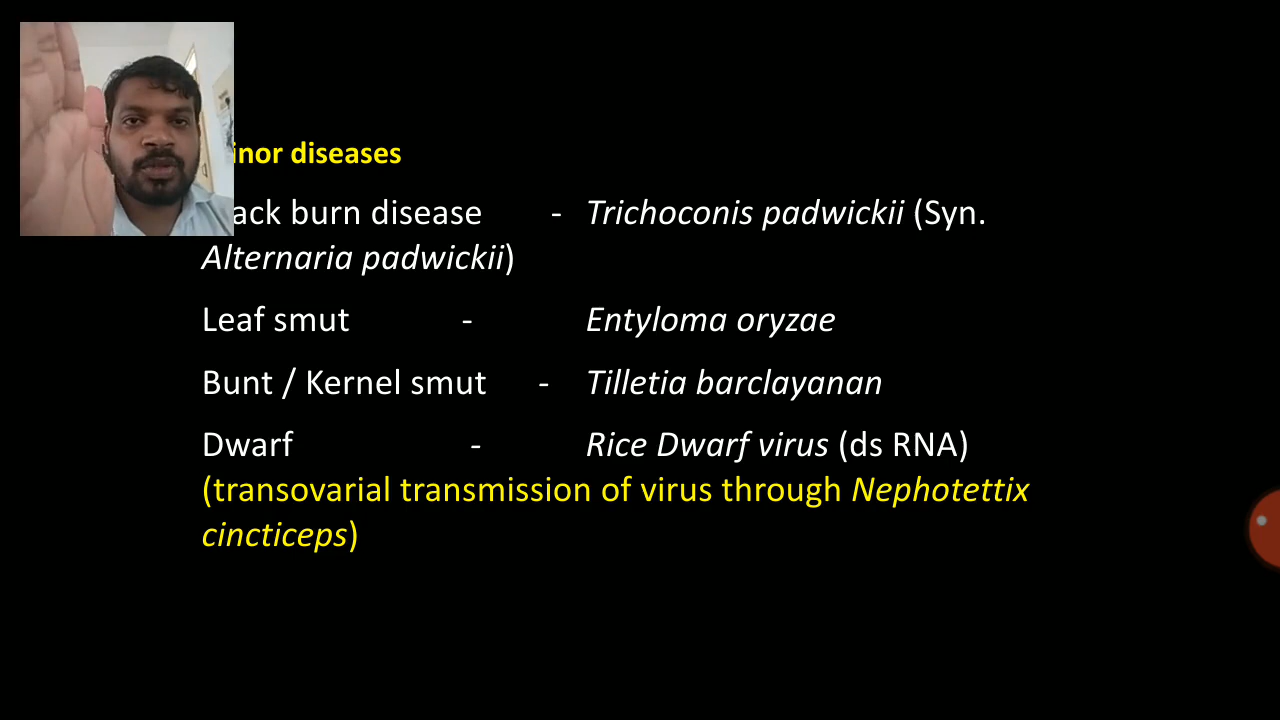 inor diseases
ack burn disease - Trichoconis padwickii (Syn.
Alternaria padwickii)
Leaf smut - Entyloma oryzae
Bunt / Kernel smut - Tilletia barclayanan
Dwarf - Rice Dwarf virus (ds RNA)
(transovarial transmission of virus through Nephotettix
cincticeps)